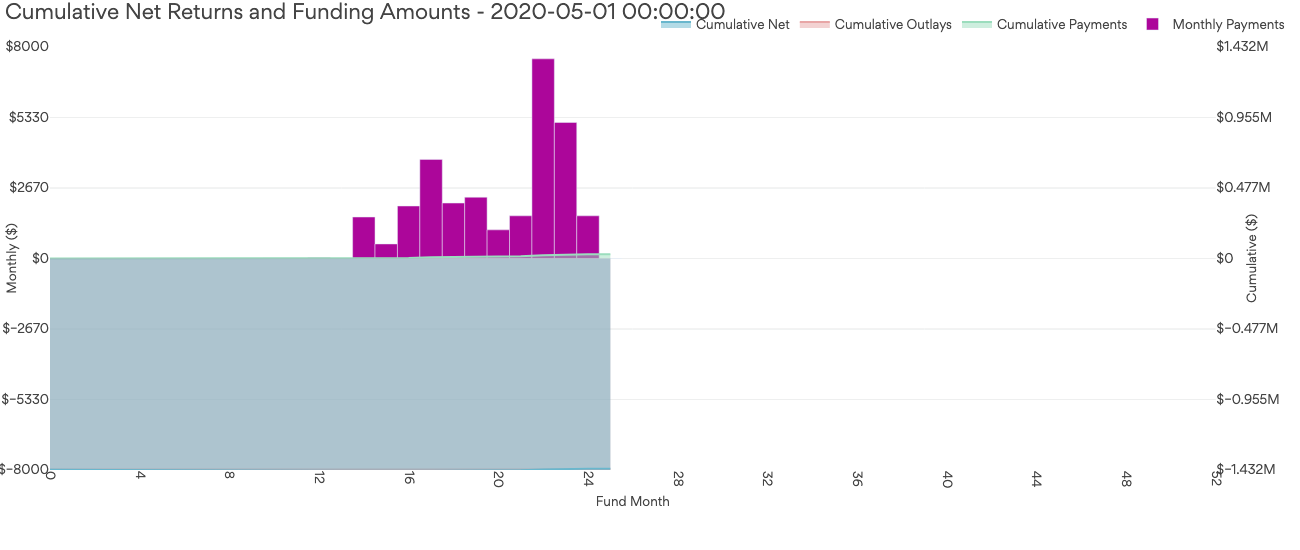 Cumulative Net Returns and Funding Amounts - 2020-05-01 00:00:00
Cumulative Net Cumulative Outlays Cumulative Payments Monthly Payments
$8000 $1.432M
$5330 $0.955M
$2670 $0.477M
$0 $0
$−2670 $−0.477M
$−5330 $−0.955M
$−8000 $−1.432M
Monthly ($)
Cumulative ($)
0 4 8 12 16 20 24 28 32 36 40 44 48 52
Fund Month